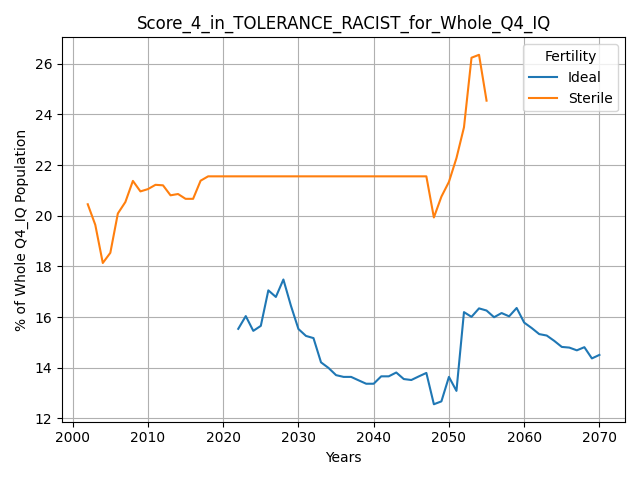 Score_4_in_TOLERANCE_RACIST_for_Whole_Q4_IQ
Fertility
Ideal
Sterile
% of Whole Q4_IQ Population
26
24
22
20
18
16
14
12
2000 2010 2020 2030 2040 2050 2060 2070
Years